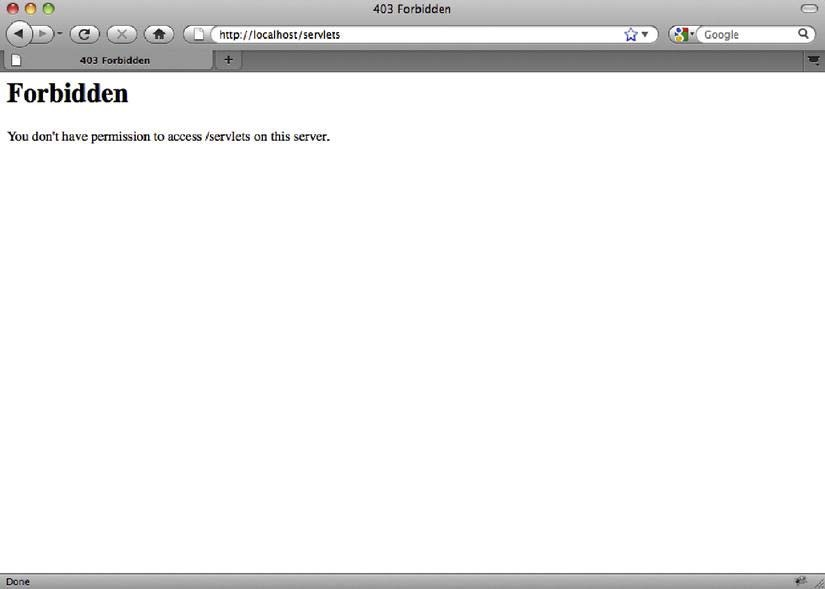 403 Forbidden
http://localhost/servlets
Google
403 Forbidden
+
Forbidden
You don't have permission to access /servlets on this server.
Done